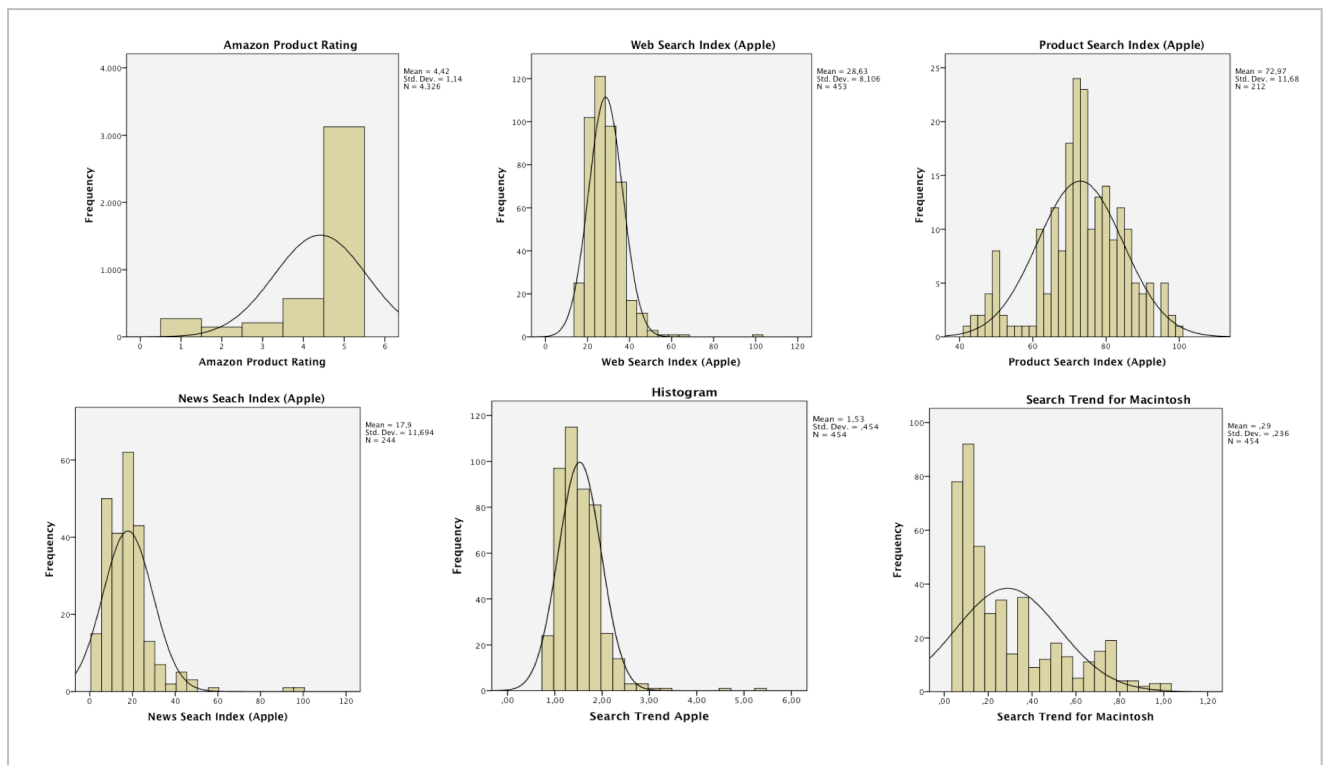 Amazon Product Rating
Mean = 4,42
Std. Dev. = 1,14
N = 4.326
4.000
3.000
2.000
1.000
0
Frequency
0 1 2 3 4 5 6
Amazon Product Rating
Web Search Index (Apple)
Mean = 28,63
Std. Dev. = 8,106
N = 453
120
100
80
60
40
20
0
Frequency
0 20 40 60 80 100 120
Web Search Index (Apple)
Product Search Index (Apple)
Mean = 72,97
Std. Dev. = 11,68
N = 212
25
20
15
10
5
0
Frequency
40 60 80 100
Product Search Index (Apple)
News Seach Index (Apple)
Mean = 17,9
Std. Dev. = 11,694
N = 244
60
40
20
0
Frequency
0 20 40 60 80 100 120
News Seach Index (Apple)
Histogram
Mean = 1,53
Std. Dev. = ,454
N = 454
120
100
80
60
40
20
0
Frequency
,00 1,00 2,00 3,00 4,00 5,00 6,00
Search Trend Apple
Search Trend for Macintosh
Mean = ,29
Std. Dev. = ,236
N = 454
100
80
60
40
20
0
Frequency
,00 ,20 ,40 ,60 ,80 1,00 1,20
Search Trend for Macintosh